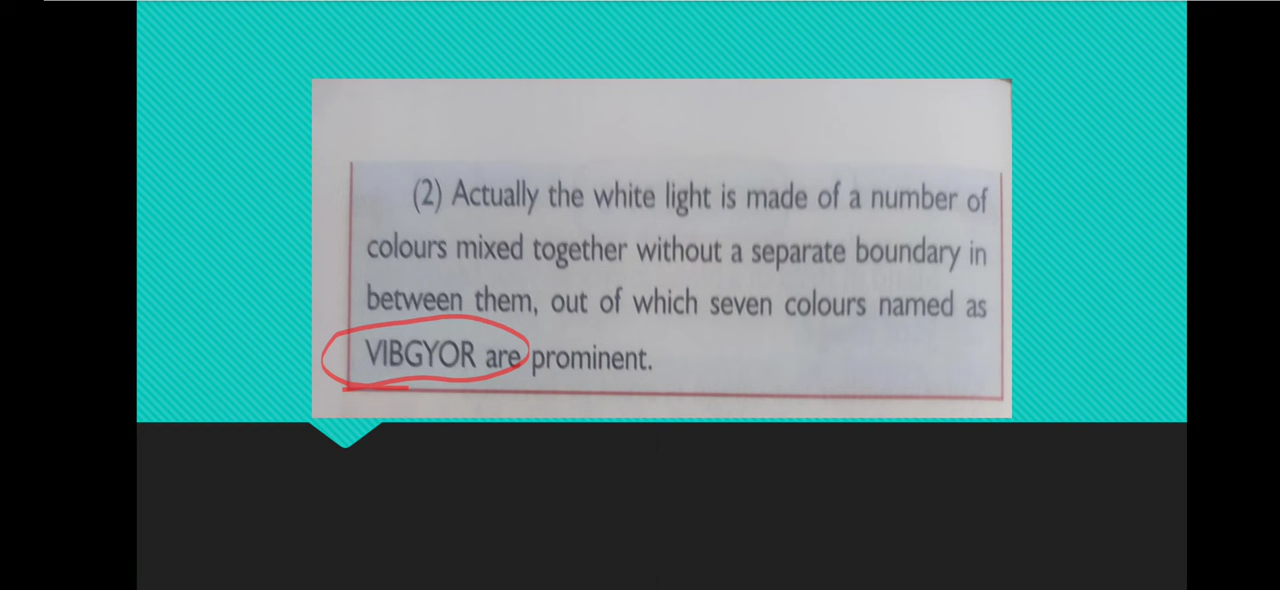 (2) Actually the white light is made of a number of
colours mixed together without a separate boundary in
between them, out of which seven colours named as
VIBGYOR are prominent.